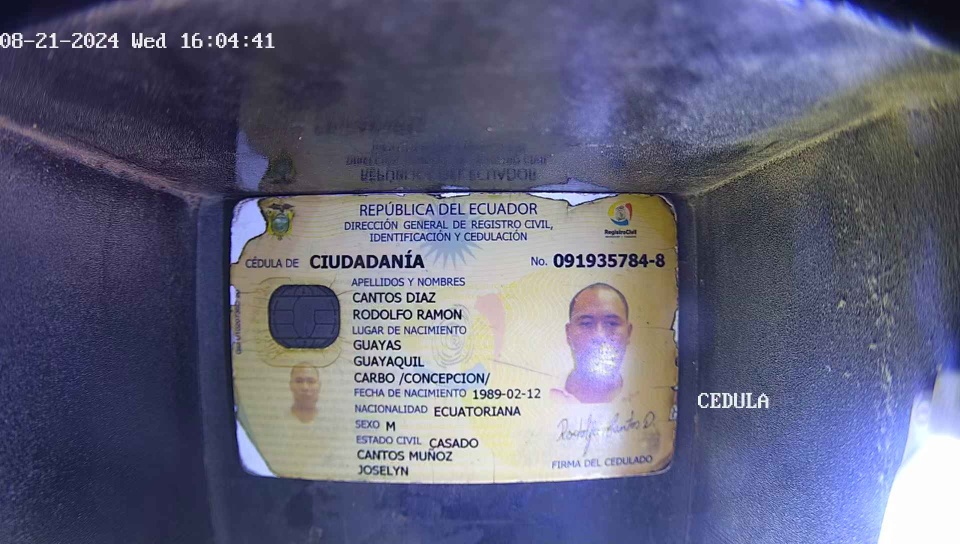 08-21-2024 Wed 16:04:41
REPÚBLICA DEL ECUADOR
DIRECCIÓN GENERAL DE REGISTRO CIVIL,
IDENTIFICACIÓN Y CEDULACIÓN
RegistroCivil
CÉDULA DE CIUDADANÍA No. 091935784-8
APELLIDOS Y NOMBRES
CANTOS DIAZ
RODOLFO RAMON
LUGAR DE NACIMIENTO
GUAYAS
GUAYAQUIL
CARBO /CONCEPCION/
FECHA DE NACIMIENTO 1989-02-12
NACIONALIDAD ECUATORIANA
SEXO M
ESTADO CIVIL CASADO
CANTOS MUÑOZ
JOSELYN
FIRMA DEL CEDULADO
CEDULA